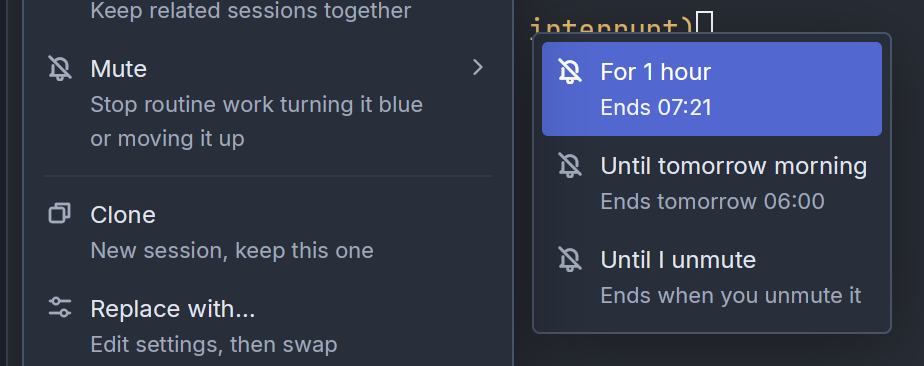 Keep related sessions together
Mute
Stop routine work turning it blue
or moving it up
Clone
New session, keep this one
Replace with...
Edit settings, then swap
interrupt)
For 1 hour
Ends 07:21
Until tomorrow morning
Ends tomorrow 06:00
Until I unmute
Ends when you unmute it